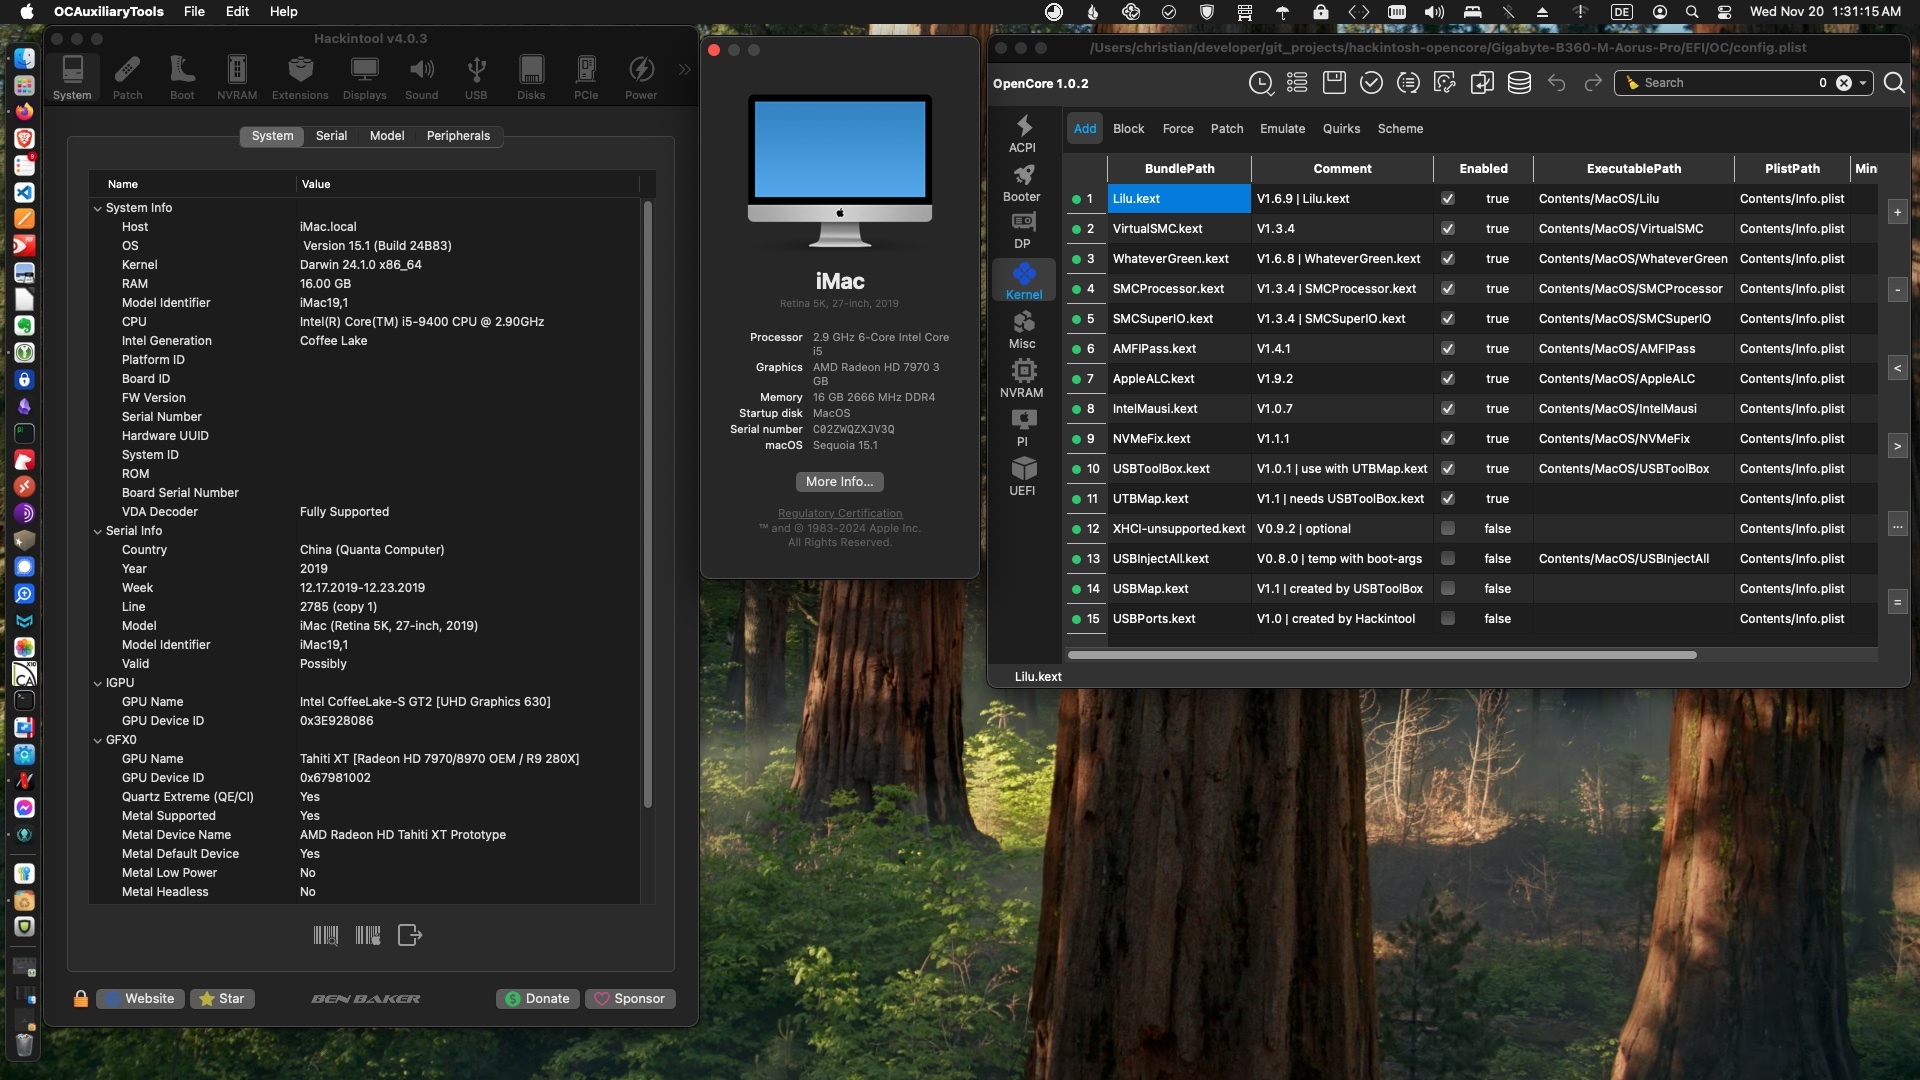 OCAuxiliaryTools File Edit Help
DE Wed Nov 20 1:31:15 AM
Hackintool v4.0.3
System Patch Boot NVRAM Extensions Displays Sound USB Disks PCIe Power
System Serial Model Peripherals
Name Value
System Info
Host iMac.local
OS Version 15.1 (Build 24B83)
Kernel Darwin 24.1.0 x86_64
RAM 16.00 GB
Model Identifier iMac19,1
CPU Intel(R) Core(TM) i5-9400 CPU @ 2.90GHz
Intel Generation Coffee Lake
Platform ID
Board ID
FW Version
Serial Number
Hardware UUID
System ID
ROM
Board Serial Number
VDA Decoder Fully Supported
Serial Info
Country China (Quanta Computer)
Year 2019
Week 12.17.2019-12.23.2019
Line 2785 (copy 1)
Model iMac (Retina 5K, 27-inch, 2019)
Model Identifier iMac19,1
Valid Possibly
IGPU
GPU Name Intel CoffeeLake-S GT2 [UHD Graphics 630]
GPU Device ID 0x3E928086
GFX0
GPU Name Tahiti XT [Radeon HD 7970/8970 OEM / R9 280X]
GPU Device ID 0x67981002
Quartz Extreme (QE/CI) Yes
Metal Supported Yes
Metal Device Name AMD Radeon HD Tahiti XT Prototype
Metal Default Device Yes
Metal Low Power No
Metal Headless No
Website Star BEN BAKER Donate Sponsor
iMac
Retina 5K, 27-inch, 2019
Processor 2.9 GHz 6-Core Intel Core
i5
Graphics AMD Radeon HD 7970 3
GB
Memory 16 GB 2666 MHz DDR4
Startup disk MacOS
Serial number C02ZWQZXJV3Q
macOS Sequoia 15.1
More Info...
Regulatory Certification
™ and © 1983-2024 Apple Inc.
All Rights Reserved.
/Users/christian/developer/git_projects/hackintosh-opencore/Gigabyte-B360-M-Aorus-Pro/EFI/OC/config.plist
OpenCore 1.0.2 Search 0
ACPI
Booter
DP
Kernel
Misc
NVRAM
PI
UEFI
Add Block Force Patch Emulate Quirks Scheme
BundlePath Comment Enabled ExecutablePath PlistPath Min
1 Lilu.kext V1.6.9 | Lilu.kext true Contents/MacOS/Lilu Contents/Info.plist
2 VirtualSMC.kext V1.3.4 true Contents/MacOS/VirtualSMC Contents/Info.plist
3 WhateverGreen.kext V1.6.8 | WhateverGreen.kext true Contents/MacOS/WhateverGreen Contents/Info.plist
4 SMCProcessor.kext V1.3.4 | SMCProcessor.kext true Contents/MacOS/SMCProcessor Contents/Info.plist
5 SMCSuperIO.kext V1.3.4 | SMCSuperIO.kext true Contents/MacOS/SMCSuperIO Contents/Info.plist
6 AMFIPass.kext V1.4.1 true Contents/MacOS/AMFIPass Contents/Info.plist
7 AppleALC.kext V1.9.2 true Contents/MacOS/AppleALC Contents/Info.plist
8 IntelMausi.kext V1.0.7 true Contents/MacOS/IntelMausi Contents/Info.plist
9 NVMeFix.kext V1.1.1 true Contents/MacOS/NVMeFix Contents/Info.plist
10 USBToolBox.kext V1.0.1 | use with UTBMap.kext true Contents/MacOS/USBToolBox Contents/Info.plist
11 UTBMap.kext V1.1 | needs USBToolBox.kext true Contents/Info.plist
12 XHCI-unsupported.kext V0.9.2 | optional false Contents/Info.plist
13 USBInjectAll.kext V0.8.0 | temp with boot-args false Contents/MacOS/USBInjectAll Contents/Info.plist
14 USBMap.kext V1.1 | created by USBToolBox false Contents/Info.plist
15 USBPorts.kext V1.0 | created by Hackintool false Contents/Info.plist
+
-
<
>
...
=
Lilu.kext